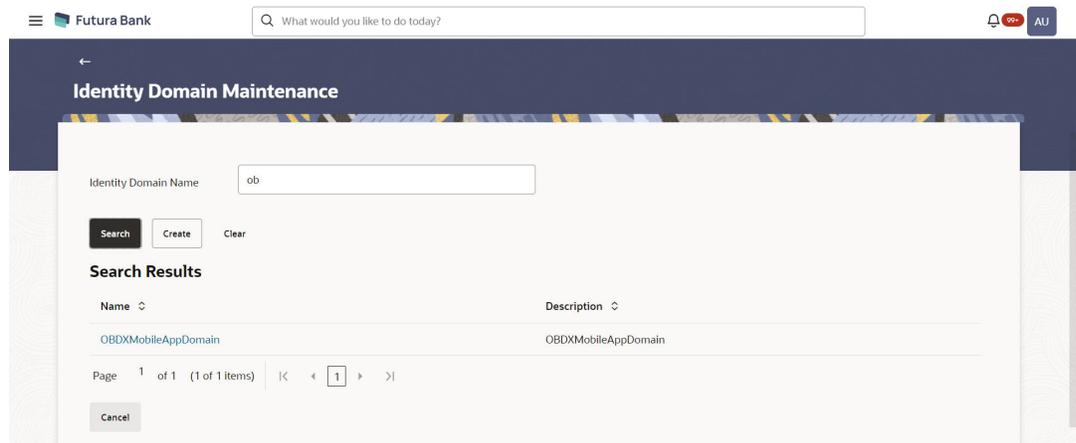 Futura Bank What would you like to do today? 99+ AU
Identity Domain Maintenance
Identity Domain Name ob
Search Create Clear
Search Results
Name Description
OBDXMobileAppDomain OBDXMobileAppDomain
Page 1 of 1 (1 of 1 items) 1
Cancel